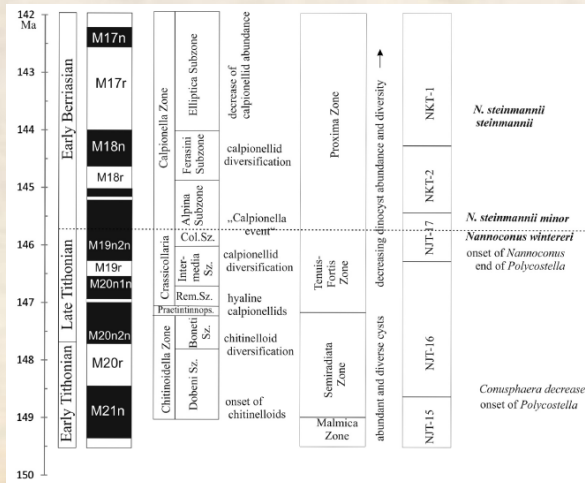 142
Ma
143
144
145
146
147
148
149
150
Early Berriasian
Late Tithonian
Early Tithonian
M17n
M17r
M18n
M18r
M19n2n
M19r
M20n1n
M20n2n
M20r
M21n
Calpionella Zone
Crassicollaria
Practintinnops.
Chitinoidella Zone
Elliptica Subzone
Ferasini
Subzone
Alpina
Subzone
Col.Sz.
Inter-
media
Sz.
Rem.Sz.
Boneti
Sz.
Dobeni Sz.
decrease of
calpionellid abundance
calpionellid
diversification
„Calpionella
event“
calpionellid
diversification
hyaline
calpionellids
chitinelloid
diversification
onset of
chitinelloids
Proxima Zone
Tenuis-
Fortis
Zone
Semiradiata
Zone
Malmica
Zone
decreasing dinocyst abundance and diversity
abundant and diverse cysts
NKT-1
NKT-2
NJT-17
NJT-16
NJT-15
N. steinmannii
steinmannii
N. steinmannii minor
Nannoconus wintereri
onset of Nannoconus
end of Polycostella
Conusphaera decrease
onset of Polycostella